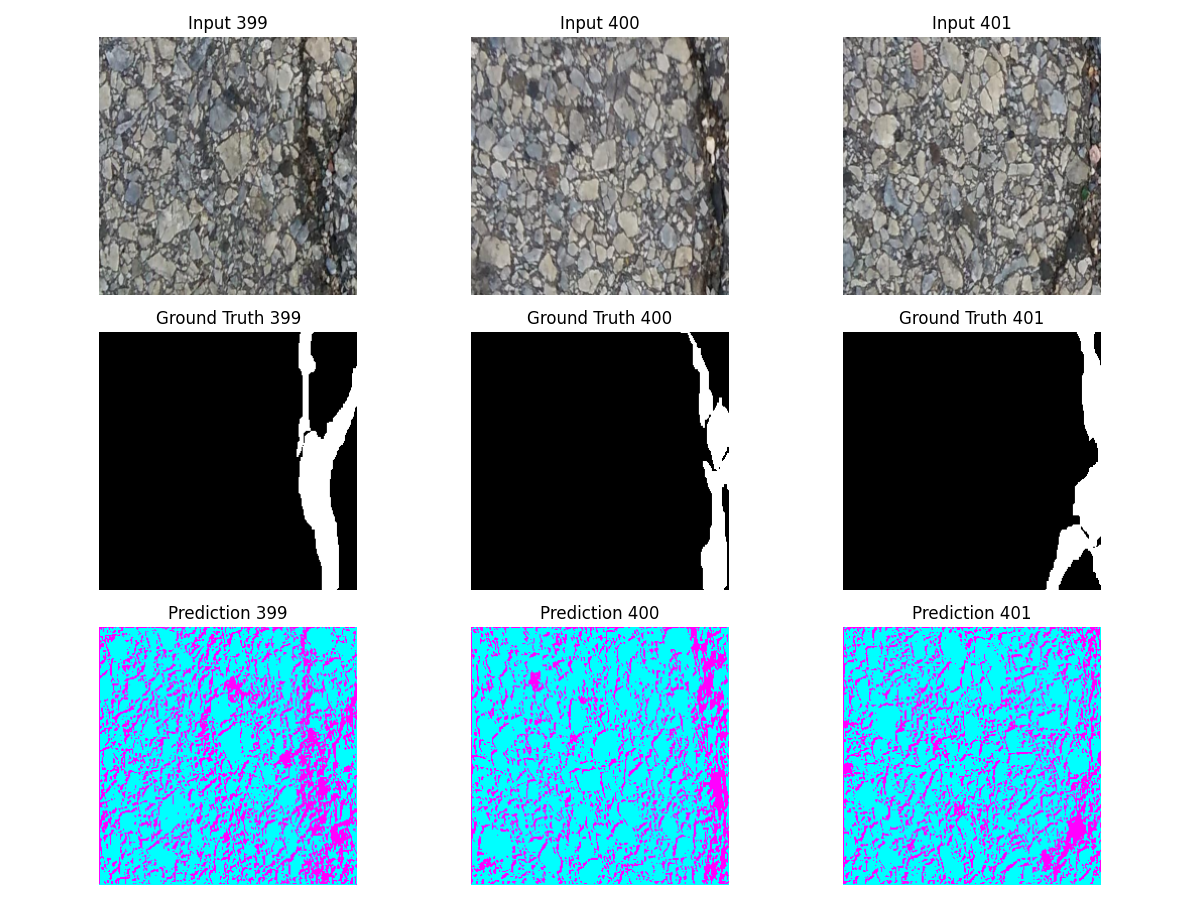 Input 399
Input 400
Input 401
Ground Truth 399
Ground Truth 400
Ground Truth 401
Prediction 399
Prediction 400
Prediction 401